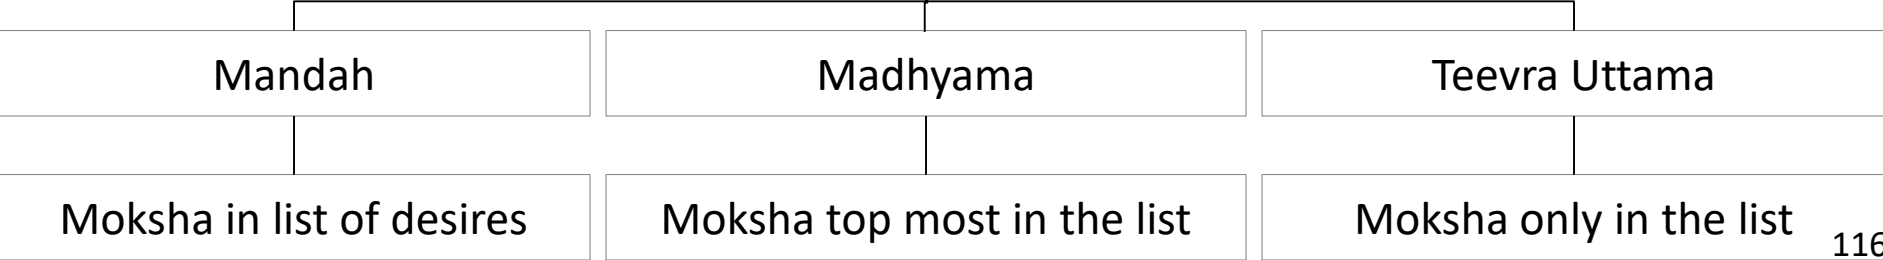 Mandah
Madhyama
Teevra Uttama
Moksha in list of desires
Moksha top most in the list
Moksha only in the list
116